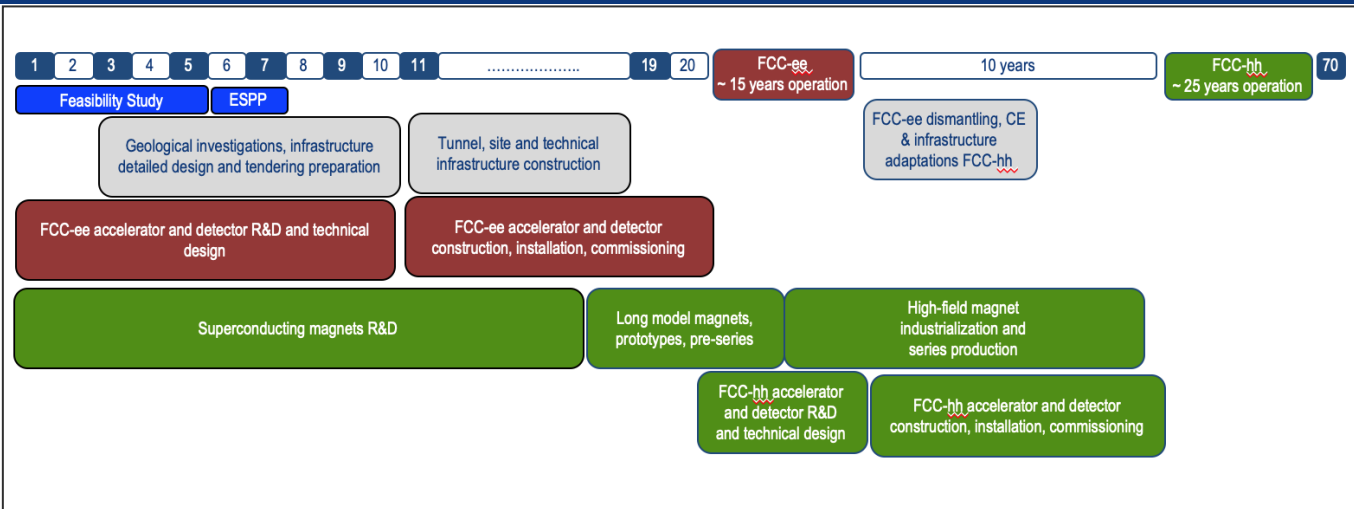 1 2 3 4 5 6 7 8 9 10 11 ...................... 19 20
FCC-ee
~ 15 years operation
10 years
FCC-hh
~ 25 years operation
70
Feasibility Study
ESPP
Geological investigations, infrastructure
detailed design and tendering preparation
Tunnel, site and technical
infrastructure construction
FCC-ee dismantling, CE
& infrastructure
adaptations FCC-hh
FCC-ee accelerator and detector R&D and technical
design
FCC-ee accelerator and detector
construction, installation, commissioning
Superconducting magnets R&D
Long model magnets,
prototypes, pre-series
High-field magnet
industrialization and
series production
FCC-hh accelerator
and detector R&D
and technical design
FCC-hh accelerator and detector
construction, installation, commissioning